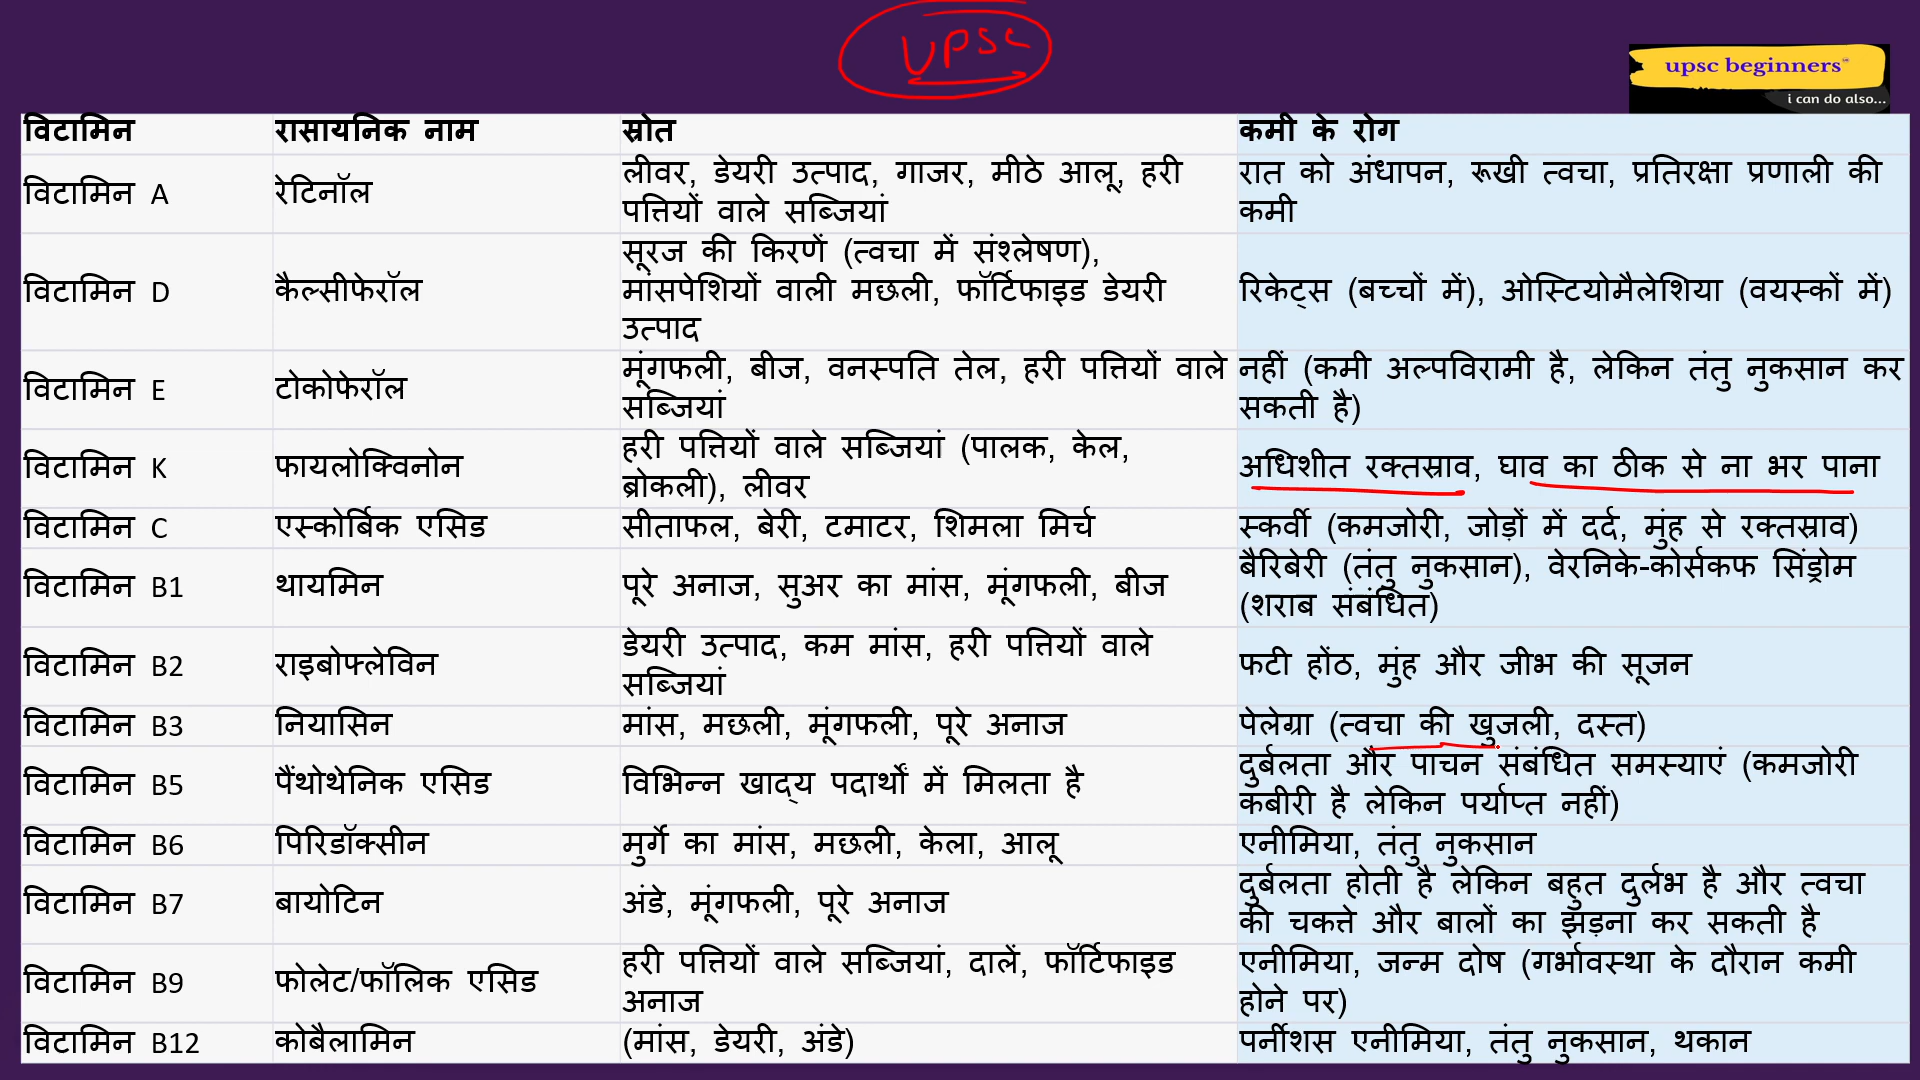 UPSC
upsc beginners
i can do also...
विटामिन रासायनिक नाम स्रोत कमी के रोग
विटामिन A रेटिनॉल लीवर, डेयरी उत्पाद, गाजर, मीठे आलू, हरी
पत्तियों वाले सब्जियां रात को अंधापन, रूखी त्वचा, प्रतिरक्षा प्रणाली की
कमी
विटामिन D कैल्सीफेरॉल सूरज की किरणें (त्वचा में संश्लेषण),
मांसपेशियों वाली मछली, फॉर्टिफाइड डेयरी
उत्पाद रिकेट्स (बच्चों में), ओस्टियोमैलेशिया (वयस्कों में)
विटामिन E टोकोफेरॉल मूंगफली, बीज, वनस्पति तेल, हरी पत्तियों वाले
सब्जियां नहीं (कमी अल्पविरामी है, लेकिन तंतु नुकसान कर
सकती है)
विटामिन K फायलोक्विनोन हरी पत्तियों वाले सब्जियां (पालक, केल,
ब्रोकली), लीवर अधिशीत रक्तस्राव, घाव का ठीक से ना भर पाना
विटामिन C एस्कोर्बिक एसिड सीताफल, बेरी, टमाटर, शिमला मिर्च स्कर्वी (कमजोरी, जोड़ों में दर्द, मुंह से रक्तस्राव)
विटामिन B1 थायमिन पूरे अनाज, सुअर का मांस, मूंगफली, बीज बैरिबेरी (तंतु नुकसान), वेरनिके-कोर्सकफ सिंड्रोम
(शराब संबंधित)
विटामिन B2 राइबोफ्लेविन डेयरी उत्पाद, कम मांस, हरी पत्तियों वाले
सब्जियां फटी होंठ, मुंह और जीभ की सूजन
विटामिन B3 नियासिन मांस, मछली, मूंगफली, पूरे अनाज पेलेग्रा (त्वचा की खुजली, दस्त)
विटामिन B5 पैंथोथेनिक एसिड विभिन्न खाद्य पदार्थों में मिलता है दुर्बलता और पाचन संबंधित समस्याएं (कमजोरी
कबीरी है लेकिन पर्याप्त नहीं)
विटामिन B6 पिरिडॉक्सीन मुर्गे का मांस, मछली, केला, आलू एनीमिया, तंतु नुकसान
विटामिन B7 बायोटिन अंडे, मूंगफली, पूरे अनाज दुर्बलता होती है लेकिन बहुत दुर्लभ है और त्वचा
की चकत्ते और बालों का झड़ना कर सकती है
विटामिन B9 फोलेट/फॉलिक एसिड हरी पत्तियों वाले सब्जियां, दालें, फॉर्टिफाइड
अनाज एनीमिया, जन्म दोष (गर्भावस्था के दौरान कमी
होने पर)
विटामिन B12 कोबैलामिन (मांस, डेयरी, अंडे) पर्नीशस एनीमिया, तंतु नुकसान, थकान